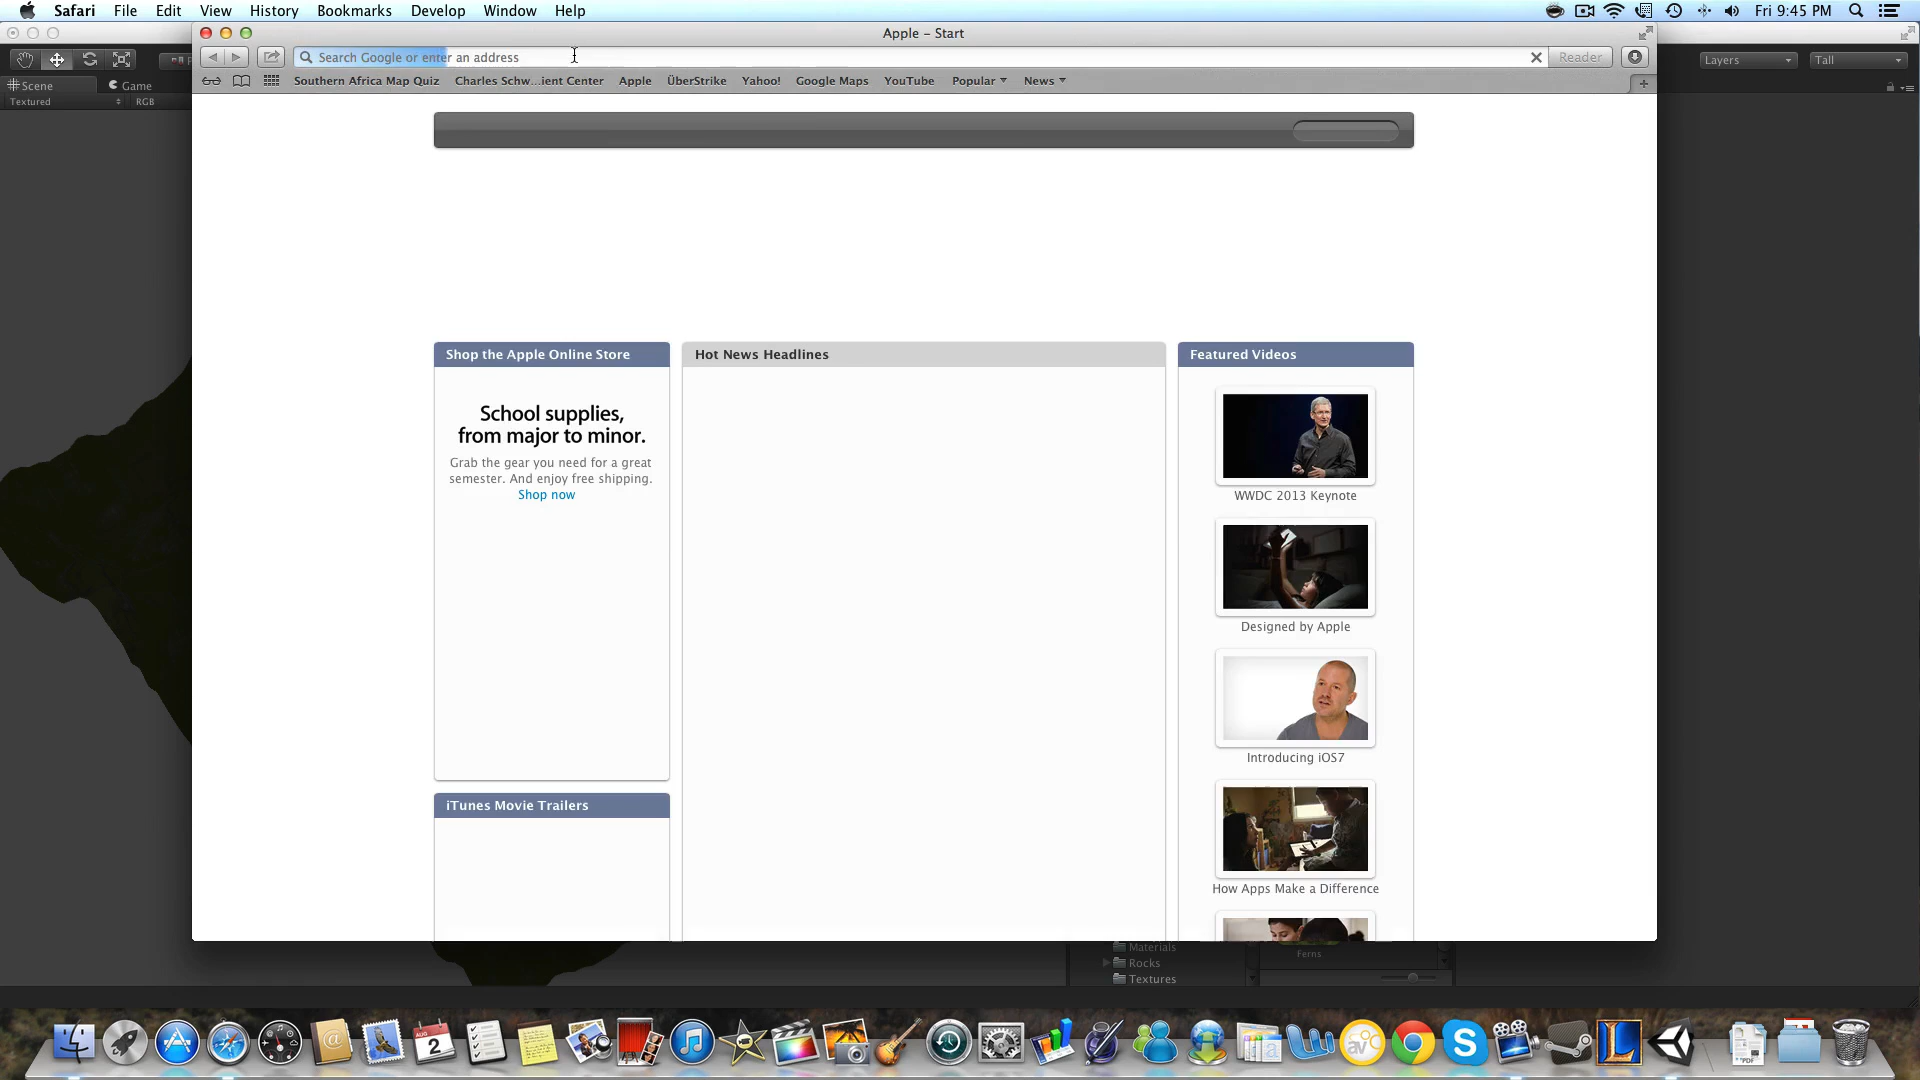 Safari File Edit View History Bookmarks Develop Window Help
Fri 9:45 PM
Apple – Start
Search Google or enter an address
Reader
Southern Africa Map Quiz Charles Schw...ient Center Apple ÜberStrike Yahoo! Google Maps YouTube Popular News
Layers
Tall
Scene
Game
Textured
RGB
Shop the Apple Online Store
School supplies,
from major to minor.
Grab the gear you need for a great
semester. And enjoy free shipping.
Shop now
iTunes Movie Trailers
Hot News Headlines
Featured Videos
WWDC 2013 Keynote
Designed by Apple
Introducing iOS7
How Apps Make a Difference
Materials
Rocks
Textures
Ferns
AUG
2